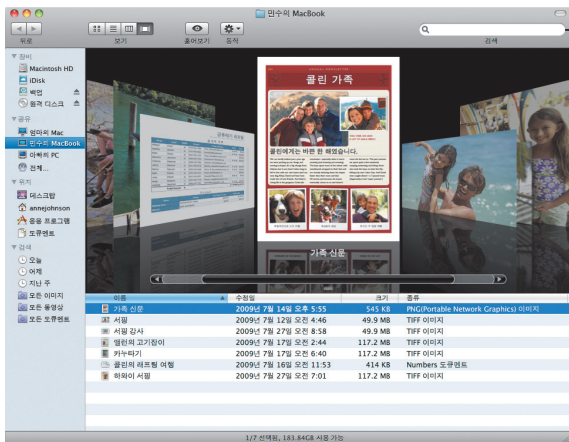 민수의 MacBook
뒤로
보기
훑어보기
동작
검색
▼ 장비
Macintosh HD
iDisk
백업
원격 디스크
▼ 공유
엄마의 Mac
민수의 MacBook
아빠의 PC
전체...
▼ 위치
데스크탑
annejohnson
응용 프로그램
도큐멘트
▼ 검색
오늘
어제
지난 주
모든 이미지
모든 동영상
모든 도큐멘트
콜린 가족
콜린에게는 바쁜 한 해였습니다.
가족 신문
이름 수정일 크기 종류
가족 신문 2009년 7월 14일 오후 5:55 545 KB PNG(Portable Network Graphics) 이미지
서핑 2009년 7월 12일 오전 4:46 49.9 MB TIFF 이미지
서핑 강사 2009년 7월 27일 오전 8:58 49.9 MB TIFF 이미지
앨런의 고기잡이 2009년 7월 17일 오전 2:44 117.2 MB TIFF 이미지
카누타기 2009년 7월 17일 오전 6:40 117.2 MB TIFF 이미지
콜린의 래프팅 여행 2009년 7월 16일 오전 11:53 414 KB Numbers 도큐멘트
하와이 서핑 2009년 7월 27일 오전 7:01 117.2 MB TIFF 이미지
1/7 선택됨, 183.84GB 사용 가능